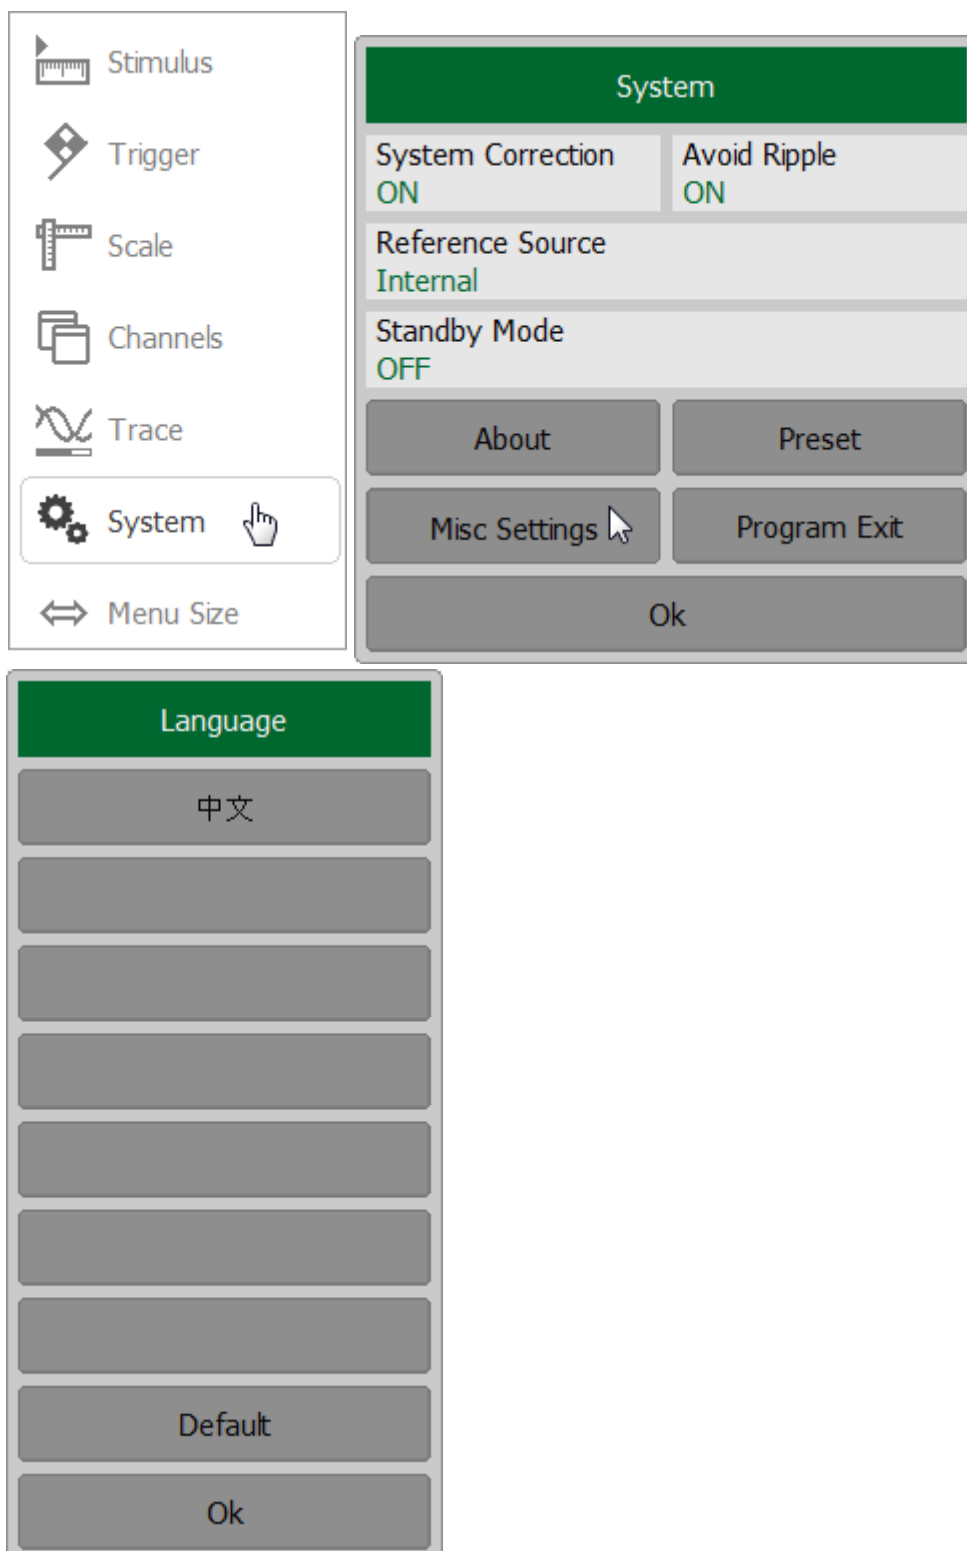 Stimulus
Trigger
Scale
Channels
Trace
System
Menu Size
System
System Correction
ON
Avoid Ripple
ON
Reference Source
Internal
Standby Mode
OFF
About
Preset
Misc Settings
Program Exit
Ok
Language
中文
Default
Ok